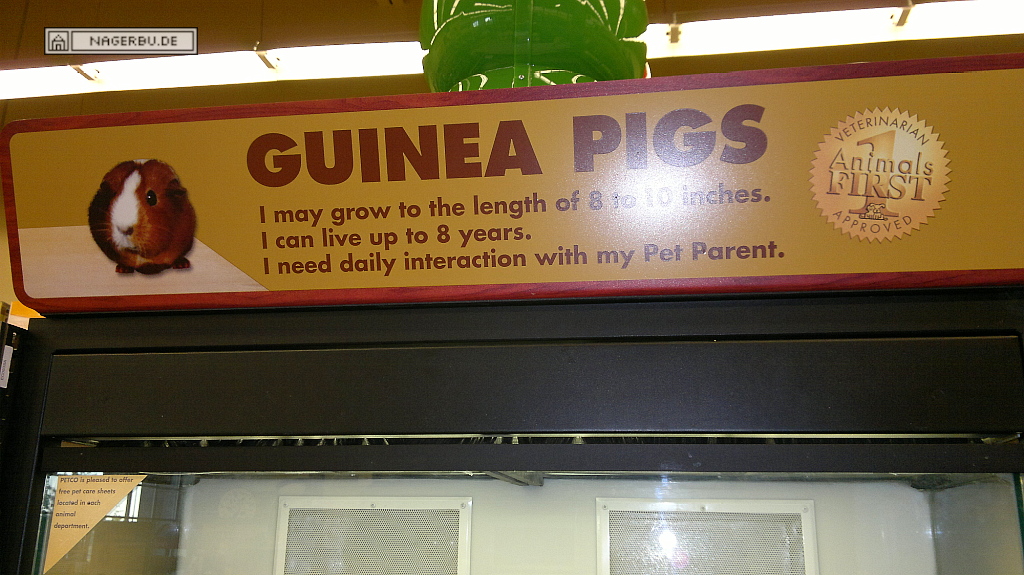 NAGERBU.DE
GUINEA PIGS
I may grow to the length of 8 to 10 inches.
I can live up to 8 years.
I need daily interaction with my Pet Parent.
VETERINARIAN
1
Animals
FIRST
APPROVED
PETCO is pleased to offer
free pet care sheets
located in each
animal
department.